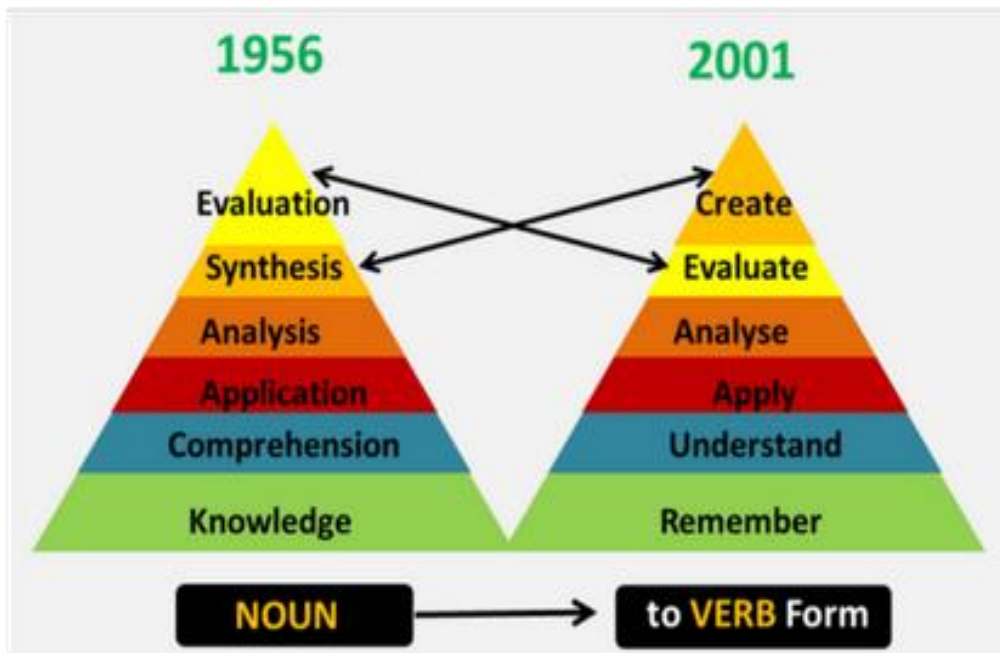 1956
Evaluation
Synthesis
Analysis
Application
Comprehension
Knowledge
2001
Create
Evaluate
Analyse
Apply
Understand
Remember
NOUN
to VERB Form